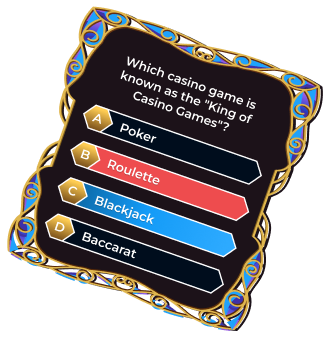 Which casino game is
known as the "King of
Casino Games"?
A Poker
B Roulette
C Blackjack
D Baccarat